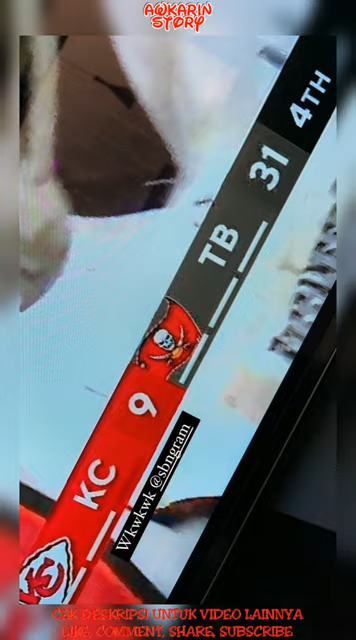 AWKARIN
STORY
4TH
TB 31
KC 9
Wkwkwk @sbngram
CEK DESKRIPSI UNTUK VIDEO LAINNYA
LIKE, COMMENT, SHARE, SUBSCRIBE